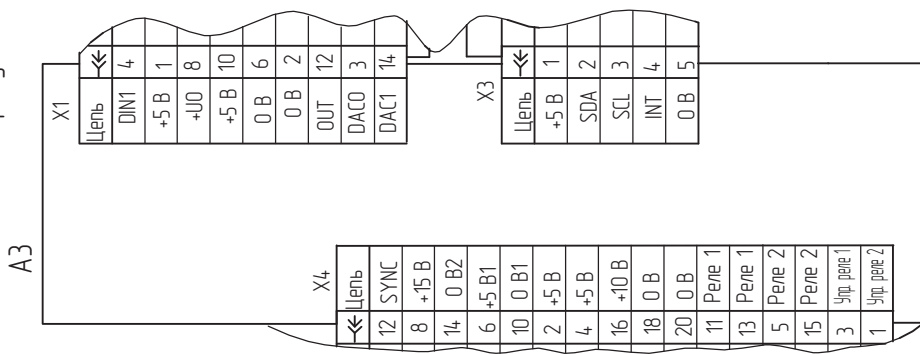 A3
X1
Цепь
DIN1 4
+5 В 1
+U0 8
+5 В 10
0 В 6
0 В 2
OUT 12
DAC0 3
DAC1 14
X3
Цепь
+5 В 1
SDA 2
SCL 3
INT 4
0 В 5
X4
Цепь
12 SYNC
8 +15 В
14 0 В2
6 +5 В1
10 0 В1
2 +5 В
4 +5 В
16 +10 В
18 0 В
20 0 В
11 Реле 1
13 Реле 1
5 Реле 2
15 Реле 2
3 Упр. реле 1
1 Упр. реле 2